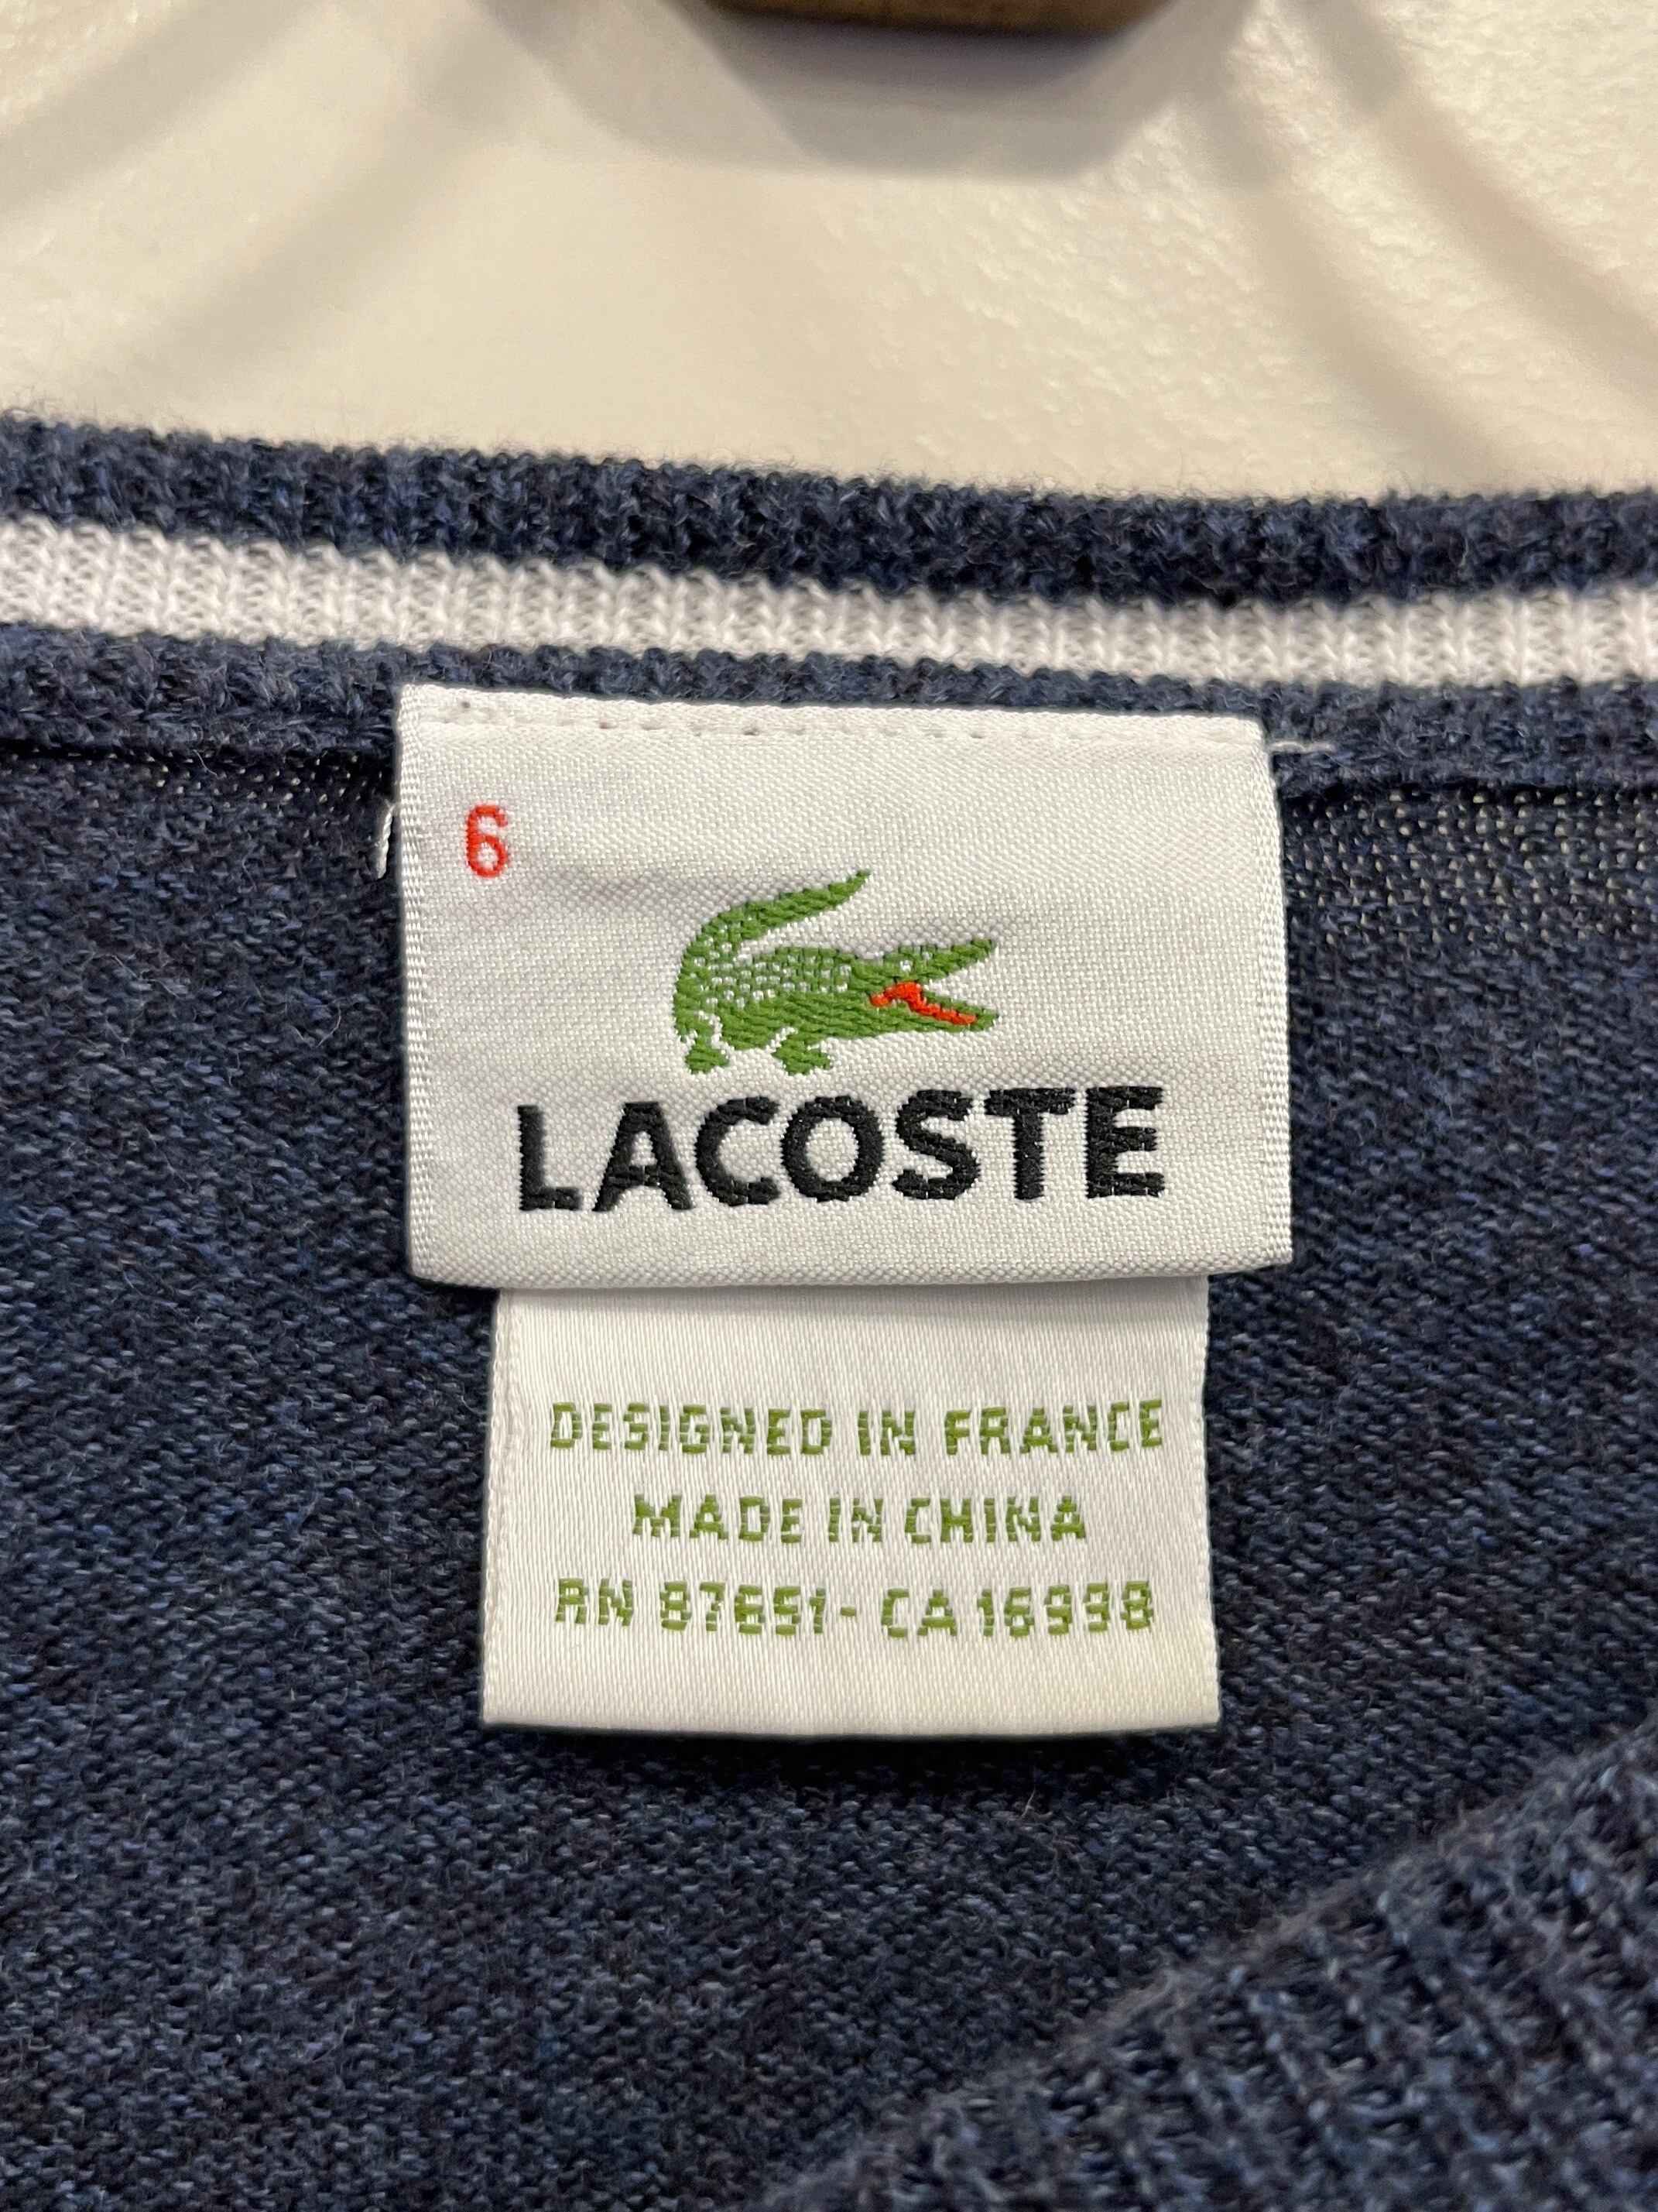 6
LACOSTE
DESIGNED IN FRANCE
MADE IN CHINA
RN 87651 - CA 16998